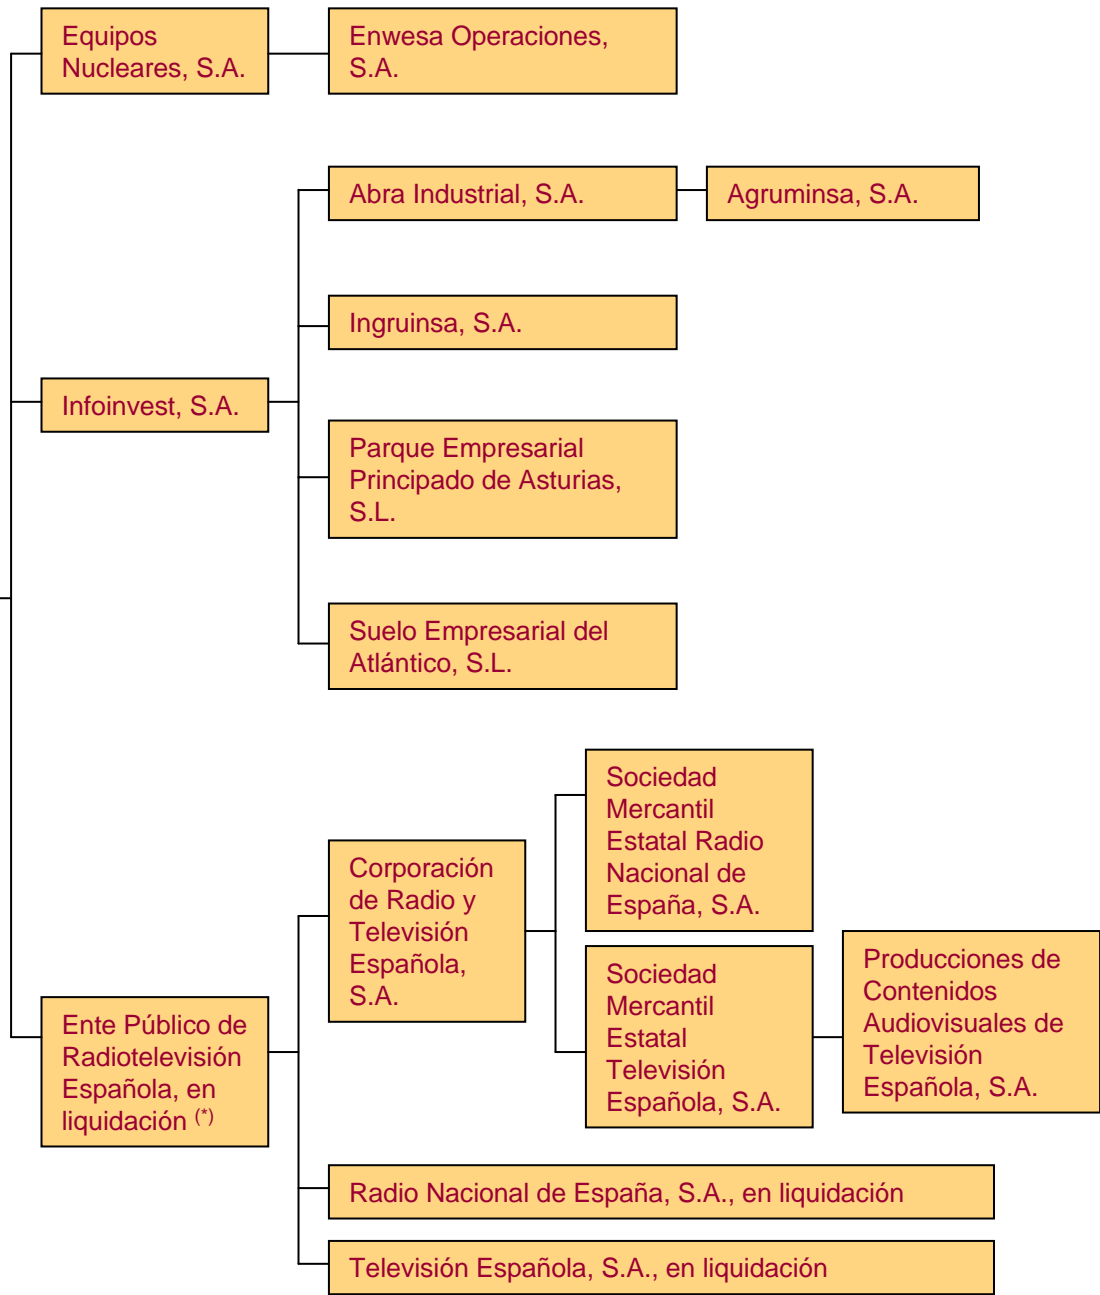 Equipos
Nucleares, S.A.
Enwesa Operaciones,
S.A.
Abra Industrial, S.A.
Agruminsa, S.A.
Ingruinsa, S.A.
Infoinvest, S.A.
Parque Empresarial
Principado de Asturias,
S.L.
Suelo Empresarial del
Atlántico, S.L.
Sociedad
Mercantil
Estatal Radio
Nacional de
España, S.A.
Corporación
de Radio y
Televisión
Española,
S.A.
Sociedad
Mercantil
Estatal
Televisión
Española, S.A.
Producciones de
Contenidos
Audiovisuales de
Televisión
Española, S.A.
Ente Público de
Radiotelevisión
Española, en
liquidación (*)
Radio Nacional de España, S.A., en liquidación
Televisión Española, S.A., en liquidación